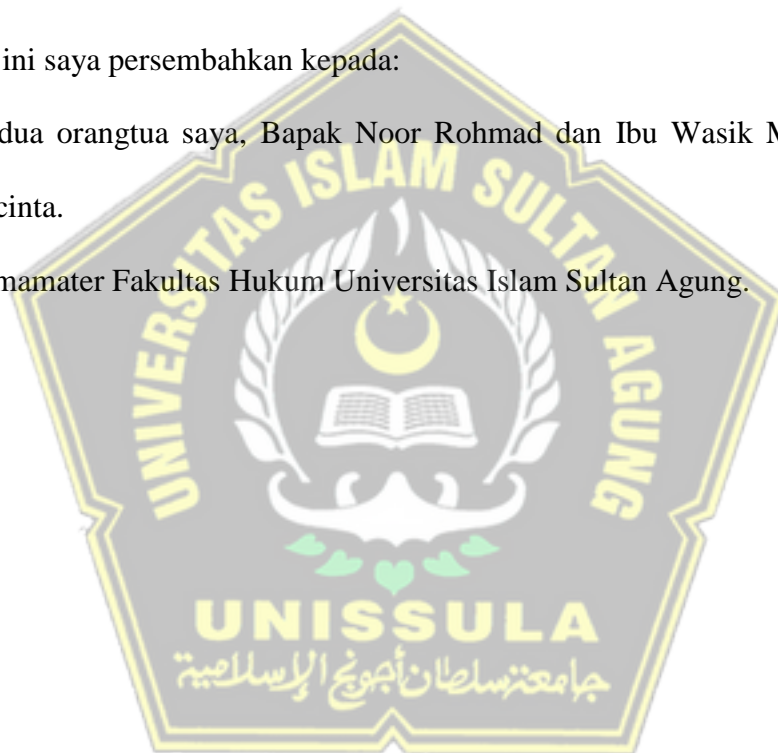 ini saya persembahkan kepada:
dua orangtua saya, Bapak Noor Rohmad dan Ibu Wasik
cinta.
mamater Fakultas Hukum Universitas Islam Sultan Agung.
UNIVERSITAS ISLAM SULTAN AGUNG
UNISSULA
جامعة سلطان أجونج الإسلامية